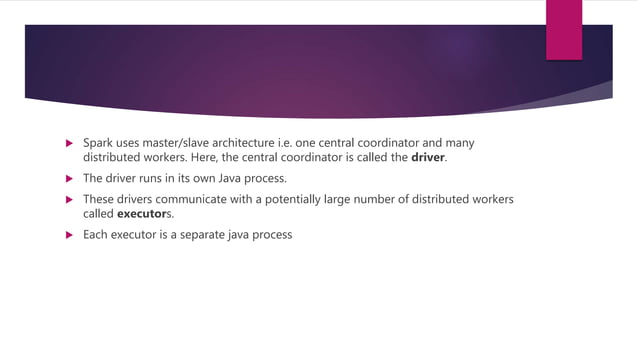 Spark uses master/slave architecture i.e. one central coordinator and many
distributed workers. Here, the central coordinator is called the driver.
The driver runs in its own Java process.
These drivers communicate with a potentially large number of distributed workers
called executors.
Each executor is a separate java process